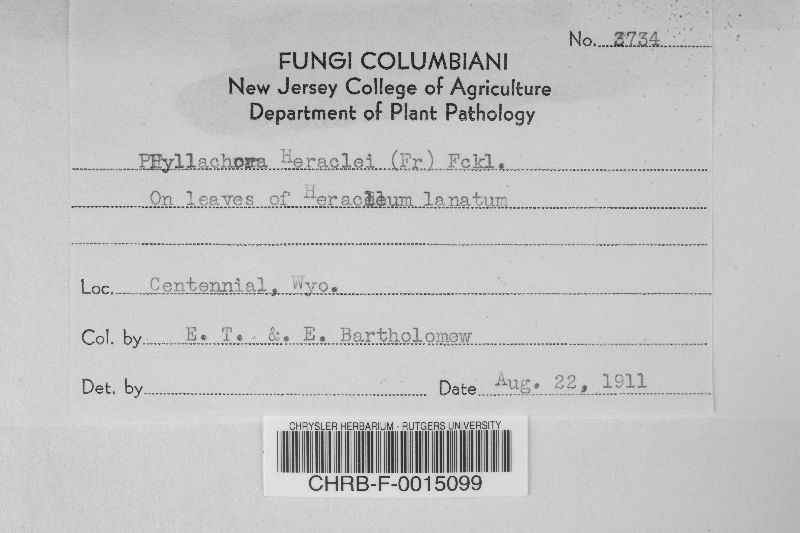 No. 3734
FUNGI COLUMBIANI
New Jersey College of Agriculture
Department of Plant Pathology
Phyllachora Heraclei (Fr) Fckl.
On leaves of Heracleum lanatum
Loc. Centennial, Wyo.
Col. by E. T. &. E. Bartholomew
Det. by
Date Aug. 22, 1911
CHRYSLER HERBARIUM - RUTGERS UNIVERSITY
CHRB-F-0015099